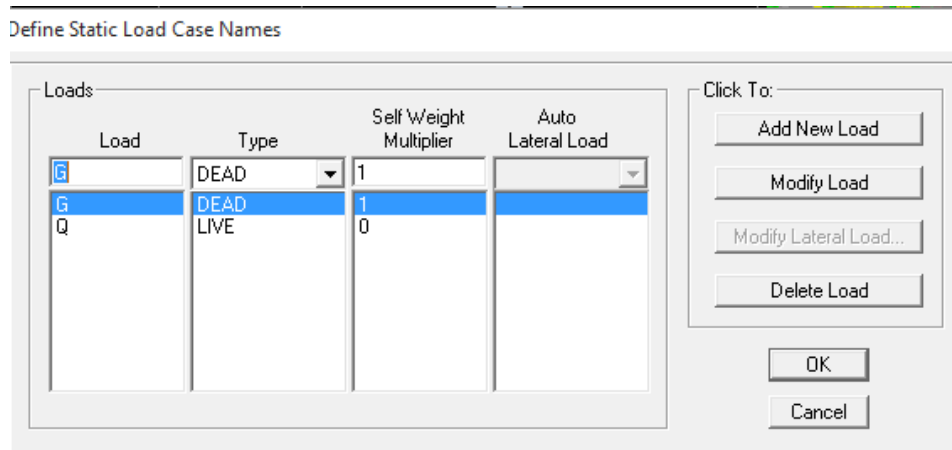 Define Static Load Case Names
Loads
Click To:
Load Type Self Weight Multiplier Auto Lateral Load
G DEAD 1
G DEAD 1
Q LIVE 0
Add New Load
Modify Load
Modify Lateral Load...
Delete Load
OK
Cancel